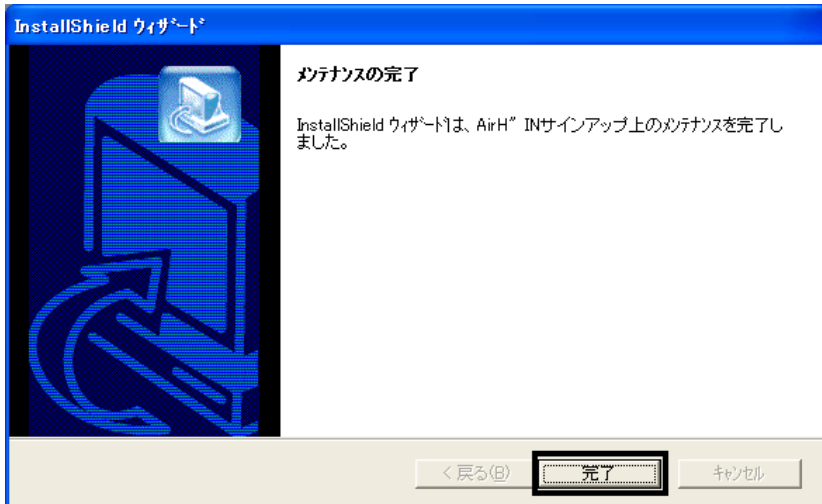 InstallShield ウィザード
メンテナンスの完了
InstallShield ウィザードは、AirH" INサインアップ上のメンテナンスを完了し
ました。
< 戻る(B)
完了
キャンセル